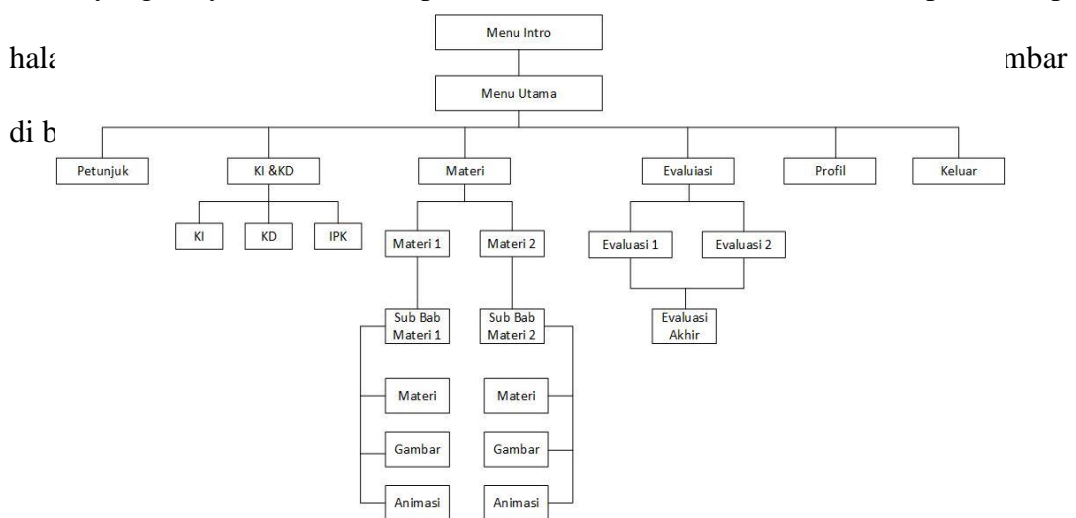 Menu Intro
mbar
Menu Utama
di b
Petunjuk KI &KD Materi Evaluiasi Profil Keluar
KI KD IPK Materi 1 Materi 2 Evaluasi 1 Evaluasi 2
Sub Bab Sub Bab Evaluasi
Materi 1 Materi 2 Akhir
Materi Materi
Gambar Gambar
Animasi Animasi